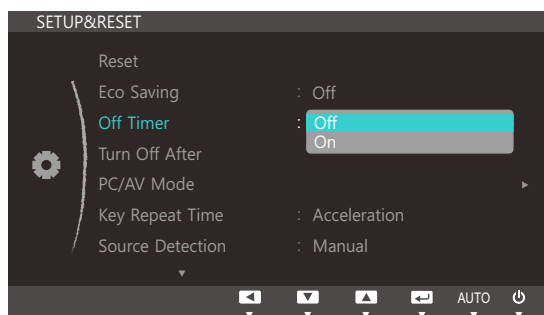 SETUP&RESET
Reset
Eco Saving : Off
Off Timer : Off
On
Turn Off After
PC/AV Mode
Key Repeat Time : Acceleration
Source Detection : Manual
AUTO